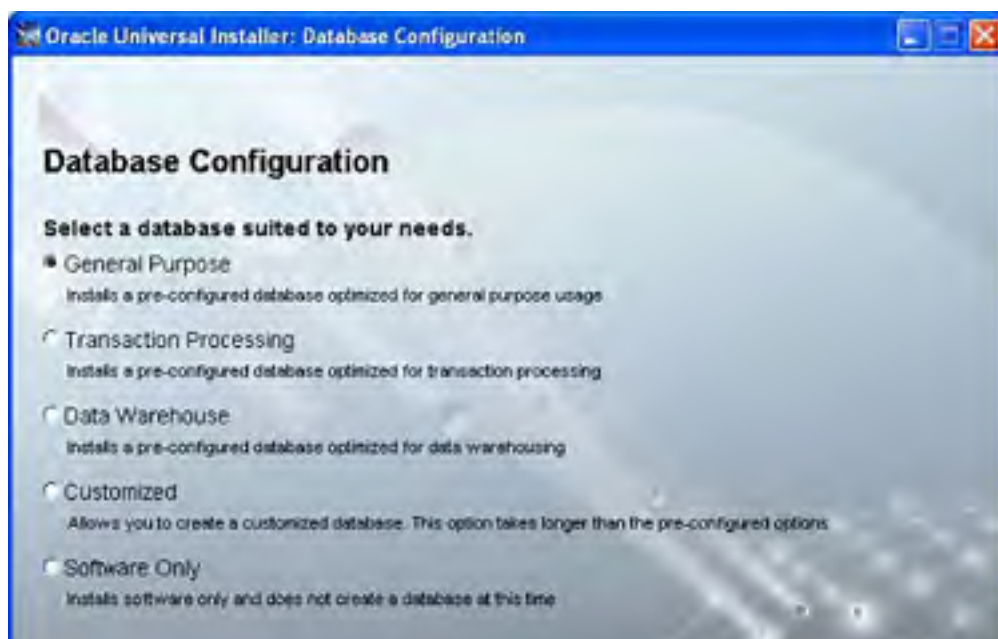 Oracle Universal Installer: Database Configuration
Database Configuration
Select a database suited to your needs.
General Purpose
Installs a pre-configured database optimized for general purpose usage
Transaction Processing
Installs a pre-configured database optimized for transaction processing
Data Warehouse
Installs a pre-configured database optimized for data warehousing
Customized
Allows you to create a customized database. This option takes longer than the pre-configured options
Software Only
Installs software only and does not create a database at this time